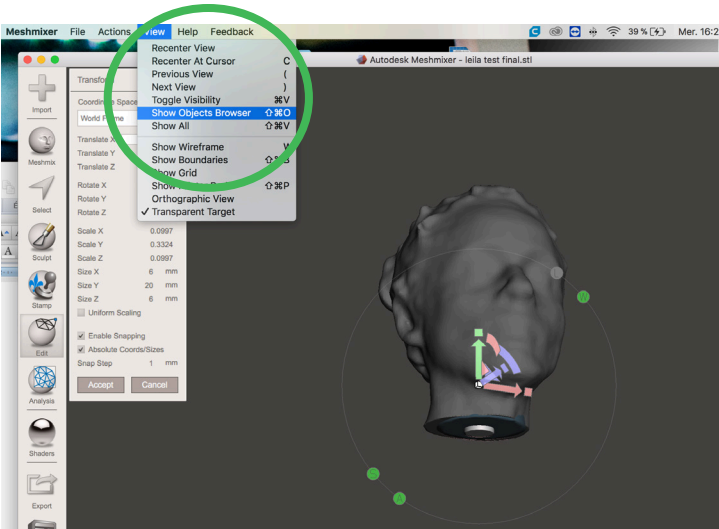 Meshmixer File Actions View Help Feedback 39 % Mer. 16:2
Autodesk Meshmixer - leila test final.stl
Recenter View
Recenter At Cursor C
Previous View (
Next View )
Toggle Visibility ⌘V
Show Objects Browser ⇧⌘O
Show All ⇧⌘V
Show Wireframe W
Show Boundaries ⇧⌘B
Show Grid
⇧⌘P
Orthographic View
✓ Transparent Target
Import
Meshmix
Select
Sculpt
Stamp
Edit
Analysis
Shaders
Export
Transform
Coordinate Space
World Frame
Translate X
Translate Y
Translate Z
Rotate X
Rotate Y
Rotate Z
Scale X 0.0997
Scale Y 0.3324
Scale Z 0.0997
Size X 6 mm
Size Y 20 mm
Size Z 6 mm
Uniform Scaling
Enable Snapping
Absolute Coords/Sizes
Snap Step 1 mm
Accept Cancel
W
A